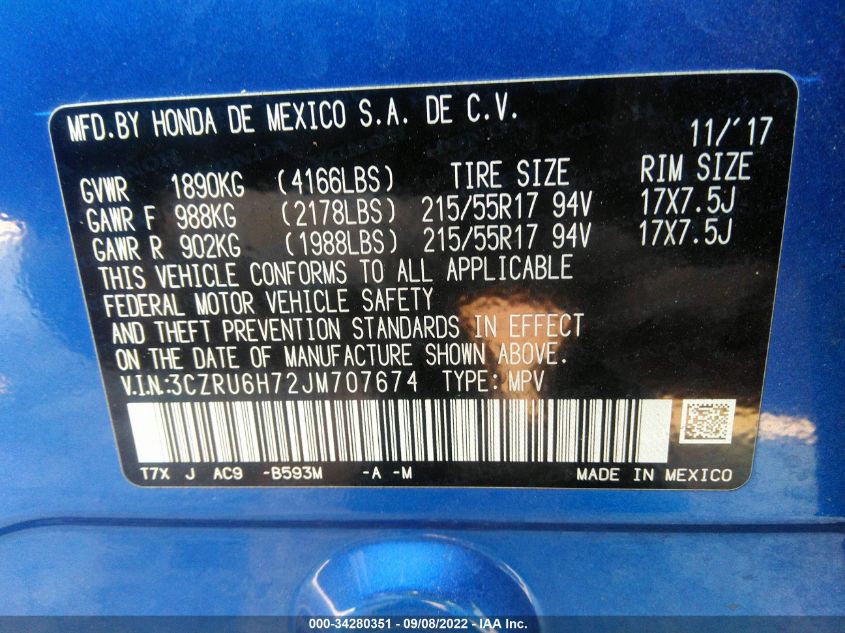 MFD.BY HONDA DE MEXICO S.A. DE C.V. 11/'17
GVWR 1890KG (4166LBS) TIRE SIZE RIM SIZE
GAWR F 988KG (2178LBS) 215/55R17 94V 17X7.5J
GAWR R 902KG (1988LBS) 215/55R17 94V 17X7.5J
THIS VEHICLE CONFORMS TO ALL APPLICABLE
FEDERAL MOTOR VEHICLE SAFETY
AND THEFT PREVENTION STANDARDS IN EFFECT
ON THE DATE OF MANUFACTURE SHOWN ABOVE.
V.I.N.:3CZRU6H72JM707674 TYPE: MPV
T7X J AC9 -B593M -A -M MADE IN MEXICO
000-34280351 - 09/08/2022 - IAA Inc.